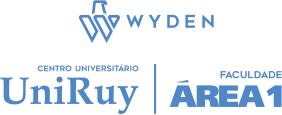 WYDEN
CENTRO UNIVERSITÁRIO
UniRuy
FACULDADE
ÁREA1